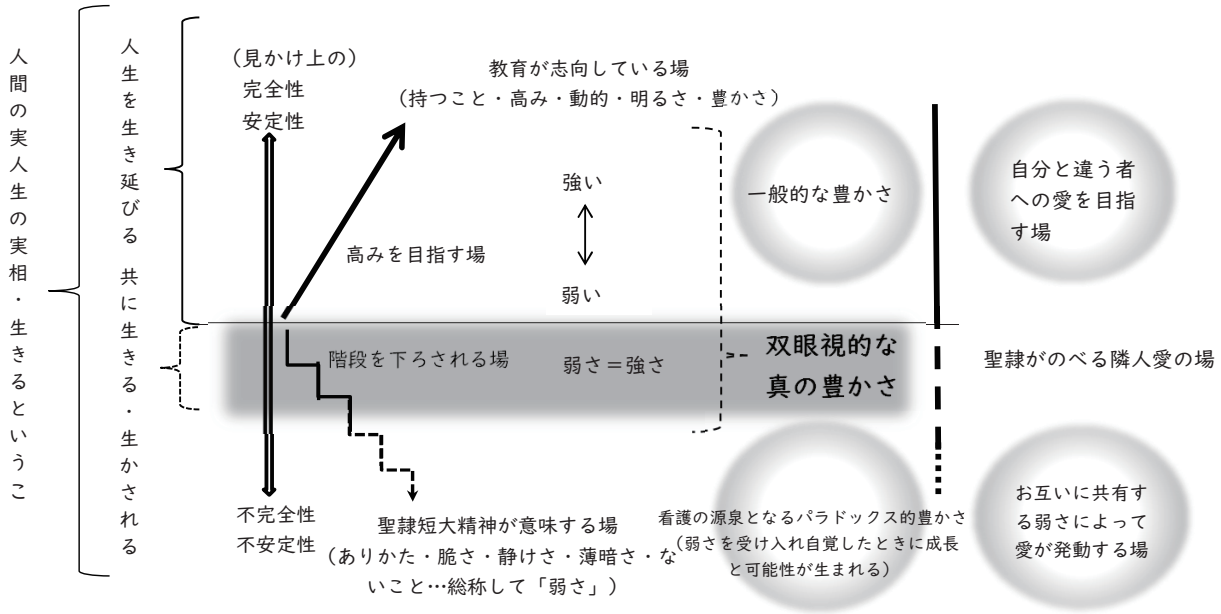 人間の実人生の実相・生きるというこ
人生を生き延びる
共に生きる・生かされる
(見かけ上の)
完全性
安定性
教育が志向している場
(持つこと・高み・動的・明るさ・豊かさ)
強い
弱い
高みを目指す場
一般的な豊かさ
自分と違う者
への愛を目指
す場
階段を下ろされる場
弱さ=強さ
双眼視的な
真の豊かさ
聖隷がのべる隣人愛の場
不完全性
不安定性
聖隷短大精神が意味する場
(ありかた・脆さ・静けさ・薄暗さ・な
いこと…総称して「弱さ」)
看護の源泉となるパラドックス的豊かさ
(弱さを受け入れ自覚したときに成長
と可能性が生まれる)
お互いに共有す
る弱さによって
愛が発動する場